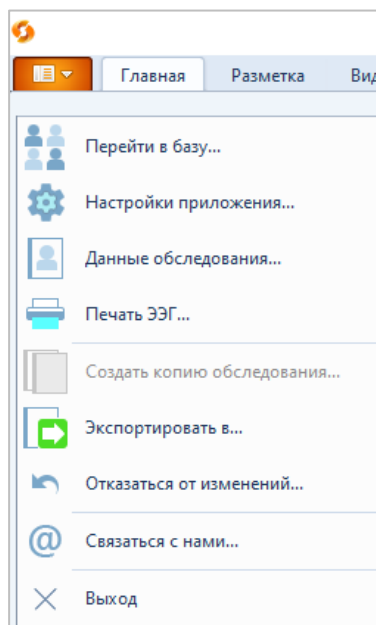 Главная Разметка
Перейти в базу...
Настройки приложения...
Данные обследования...
Печать ЭЭГ...
Создать копию обследования...
Экспортировать в...
Отказаться от изменений...
@ Связаться с нами...
Выход